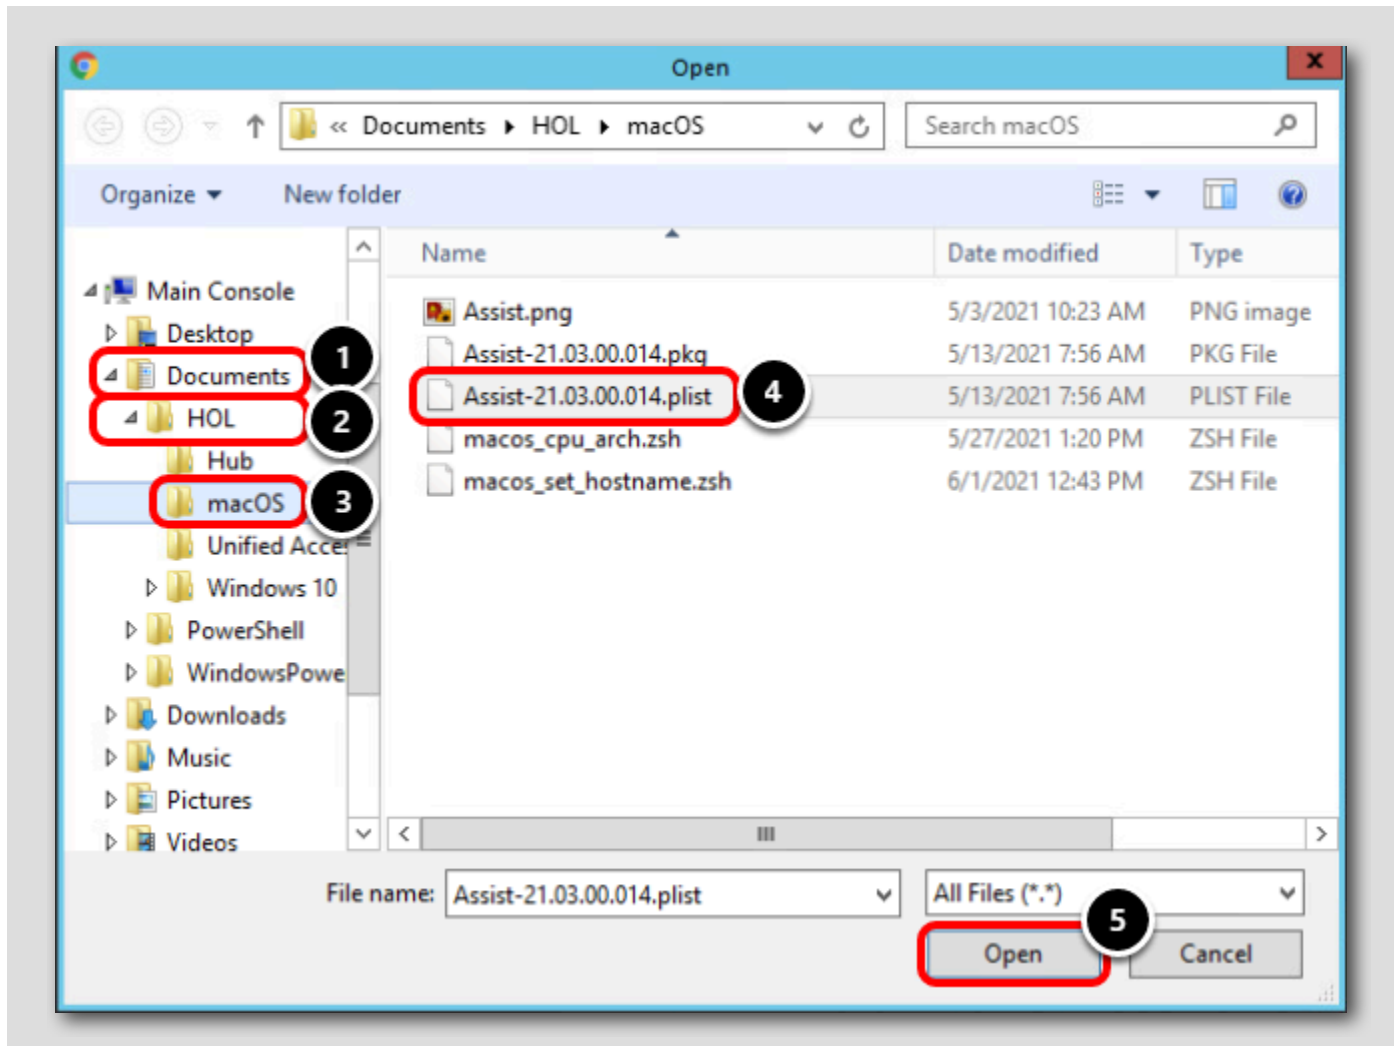 Open
x
« Documents HOL macOS
Search macOS
Organize
New folder
?
Name Date modified Type
Main Console
Desktop
1
Documents
HOL
2
Hub
macOS
3
Unified Acce
Windows 10
PowerShell
WindowsPowe
Downloads
Music
Pictures
Videos
Assist.png 5/3/2021 10:23 AM PNG image
Assist-21.03.00.014.pkg 5/13/2021 7:56 AM PKG File
Assist-21.03.00.014.plist 4 5/13/2021 7:56 AM PLIST File
macos_cpu_arch.zsh 5/27/2021 1:20 PM ZSH File
macos_set_hostname.zsh 6/1/2021 12:43 PM ZSH File
File name: Assist-21.03.00.014.plist
All Files (*.*)
5
Open
Cancel